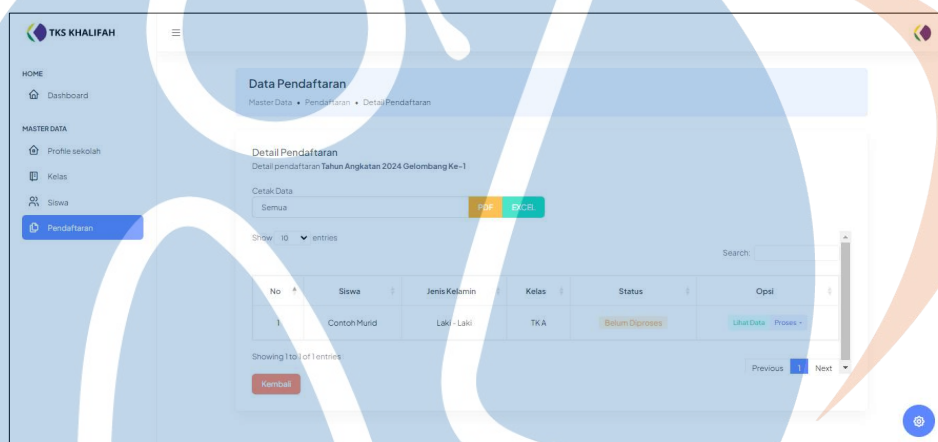 TKS KHALIFAH
HOME
Dashboard
MASTER DATA
Profile sekolah
Kelas
Siswa
Pendaftaran
Data Pendaftaran
Master Data • Pendaftaran • Detail Pendaftaran
Detail Pendaftaran
Detail pendaftaran Tahun Angkatan 2024 Gelombang Ke-1
Cetak Data
Semua PDF EXCEL
Show 10 entries
Search:
No Siswa Jenis Kelamin Kelas Status Opsi
1 Contoh Murid Laki - Laki TK A Belum Diproses Lihat Data Proses
Showing 1 to 1 of 1 entries
Previous 1 Next
Kembali